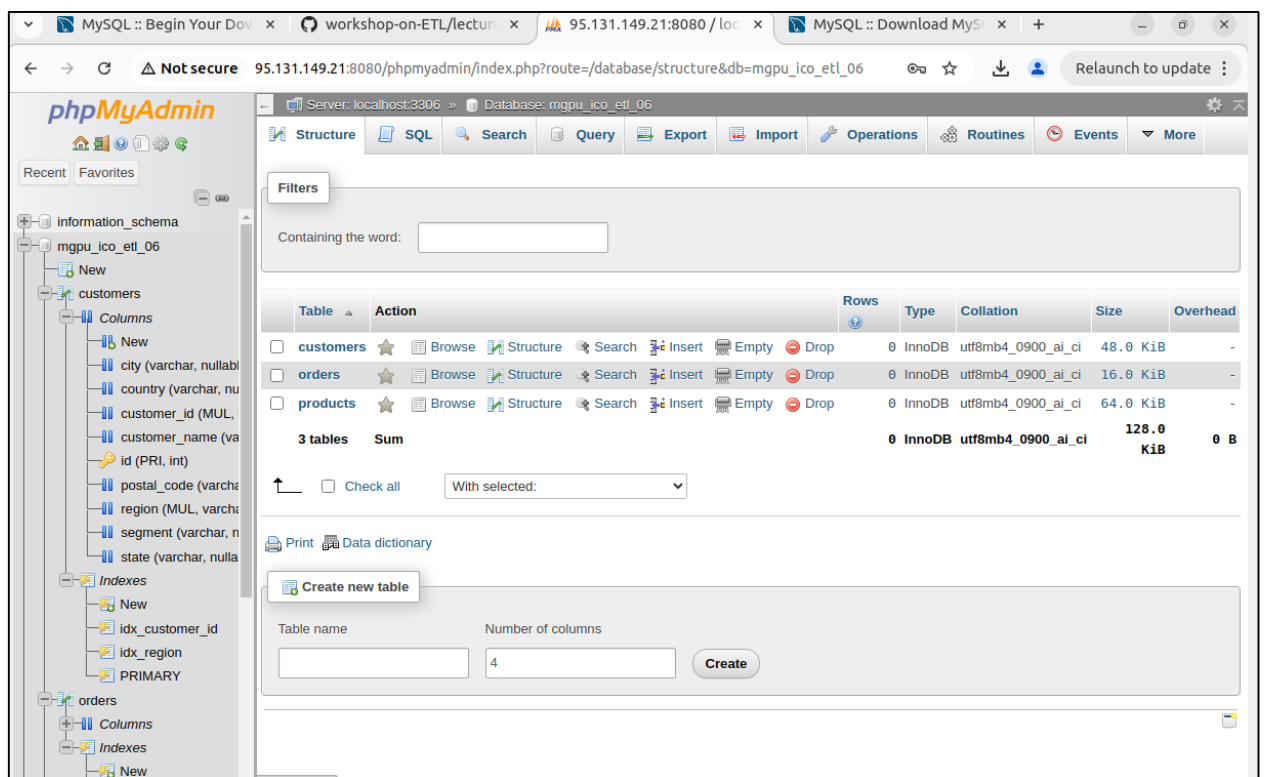 MySQL :: Begin Your Dow
workshop-on-ETL/lectur
95.131.149.21:8080 / loc
MySQL :: Download MyS
Not secure 95.131.149.21:8080/phpmyadmin/index.php?route=/database/structure&db=mgpu_ico_etl_06 Relaunch to update
phpMyAdmin
Recent Favorites
information_schema
mgpu_ico_etl_06
New
customers
Columns
New
city (varchar, nullabl
country (varchar, nu
customer_id (MUL,
customer_name (va
id (PRI, int)
postal_code (varcha
region (MUL, varcha
segment (varchar, n
state (varchar, nulla
Indexes
New
idx_customer_id
idx_region
PRIMARY
orders
Columns
Indexes
New
Server: localhost:3306 » Database: mgpu_ico_etl_06
Structure SQL Search Query Export Import Operations Routines Events More
Filters
Containing the word:
Table Action Rows Type Collation Size Overhead
customers Browse Structure Search Insert Empty Drop 0 InnoDB utf8mb4_0900_ai_ci 48.0 KiB -
orders Browse Structure Search Insert Empty Drop 0 InnoDB utf8mb4_0900_ai_ci 16.0 KiB -
products Browse Structure Search Insert Empty Drop 0 InnoDB utf8mb4_0900_ai_ci 64.0 KiB -
3 tables Sum 0 InnoDB utf8mb4_0900_ai_ci 128.0 KiB 0 B
Check all With selected:
Print Data dictionary
Create new table
Table name Number of columns
4 Create